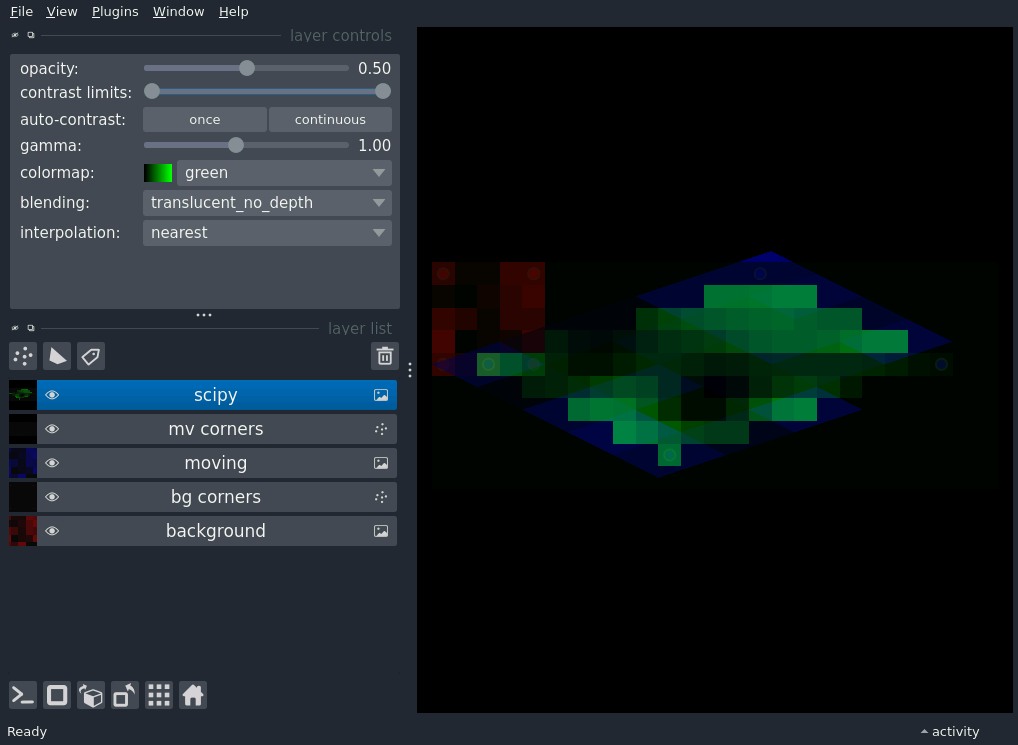 File View Plugins Window Help
layer controls
opacity: 0.50
contrast limits:
auto-contrast: once continuous
gamma: 1.00
colormap: green
blending: translucent_no_depth
interpolation: nearest
layer list
scipy
mv corners
moving
bg corners
background
Ready activity